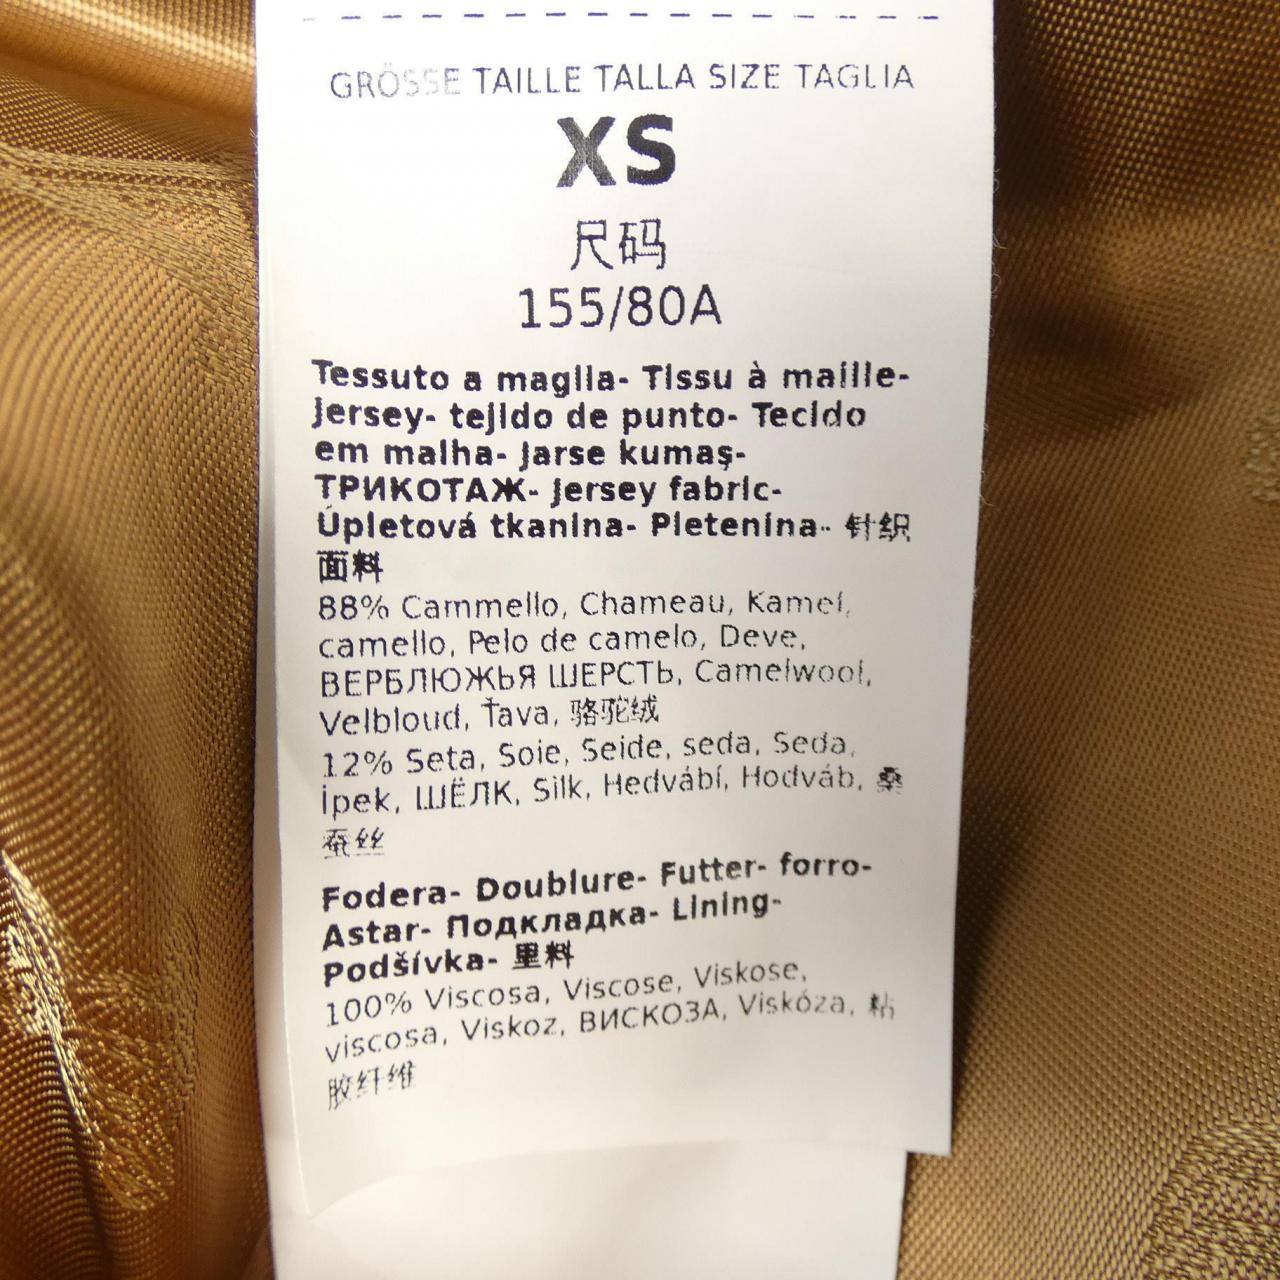 GRÖSSE TAILLE TALLA SIZE TAGLIA
XS
尺码
155/80A
Tessuto a maglia- Tissu à maille-
Jersey- tejido de punto- Tecido
em malha- Jarse kumaş-
ТРИКОТАЖ- Jersey fabric-
Úpletová tkanina- Pletenina- 针织
面料
88% Cammello, Chameau, Kamel,
camello, Pelo de camelo, Deve,
ВЕРБЛЮЖЬЯ ШЕРСТЬ, Camelwool,
Velbloud, Ťava, 骆驼绒
12% Seta, Soie, Seide, seda, Seda,
İpek, ШЁЛК, Silk, Hedvábí, Hodváb, 桑
蚕丝
Fodera- Doublure- Futter- forro-
Astar- Подкладка- Lining-
Podšívka- 里料
100% Viscosa, Viscose, Viskose,
viscosa, Viskoz, ВИСКОЗА, Viskóza, 粘
胶纤维